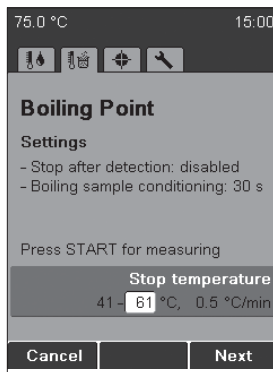 75.0 °C 15:00
Boiling Point
Settings
- Stop after detection: disabled
- Boiling sample conditioning: 30 s
Press START for measuring
Stop temperature
41 – 61 °C, 0.5 °C/min
Cancel Next